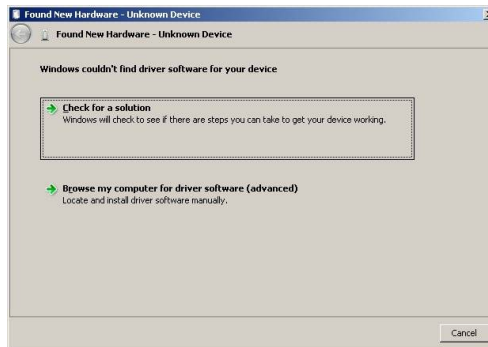 Found New Hardware - Unknown Device
Found New Hardware - Unknown Device
Windows couldn't find driver software for your device
Check for a solution
Windows will check to see if there are steps you can take to get your device working.
Browse my computer for driver software (advanced)
Locate and install driver software manually.
Cancel